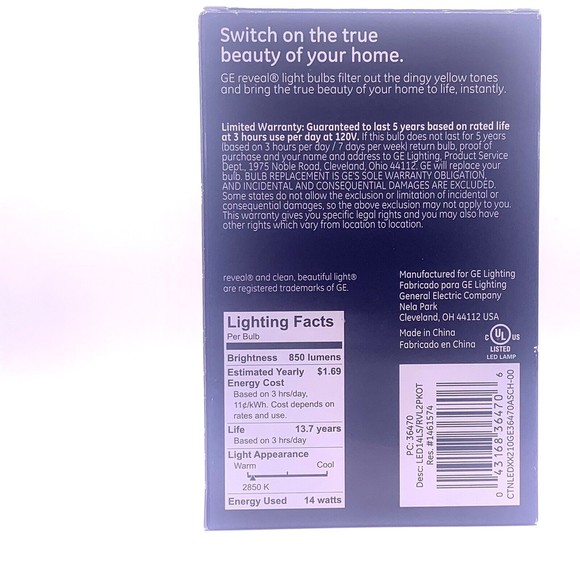 Switch on the true
beauty of your home.
GE reveal® light bulbs filter out the dingy yellow tones
and bring the true beauty of your home to life, instantly.
Limited Warranty: Guaranteed to last 5 years based on rated life
at 3 hours use per day at 120V. If this bulb does not last for 5 years
(based on 3 hours per day / 7 days per week) return bulb, proof of
purchase and your name and address to GE Lighting, Product Service
Dept., 1975 Noble Road, Cleveland, Ohio 44112. GE will replace your
bulb. BULB REPLACEMENT IS GE'S SOLE WARRANTY OBLIGATION,
AND INCIDENTAL AND CONSEQUENTIAL DAMAGES ARE EXCLUDED.
Some states do not allow the exclusion or limitation of incidental or
consequential damages, so the above exclusion may not apply to you.
This warranty gives you specific legal rights and you may also have
other rights which vary from location to location.
reveal® and clean, beautiful light®
are registered trademarks of GE.
Manufactured for GE Lighting
Fabricado para GE Lighting
General Electric Company
Nela Park
Cleveland, OH 44112 USA
Made in China
Fabricado en China
C UL US
LISTED
LED LAMP
Lighting Facts
Per Bulb
Brightness 850 lumens
Estimated Yearly $1.69
Energy Cost
Based on 3 hrs/day,
11¢/kWh. Cost depends on
rates and use.
Life 13.7 years
Based on 3 hrs/day
Light Appearance
Warm Cool
2850 K
Energy Used 14 watts
PC: 36470
Desc: LED14LS/RVL2PKOT
Res. #1461574
0 43168 36470 6
CTNLEDXX210GE36470ASCH-00